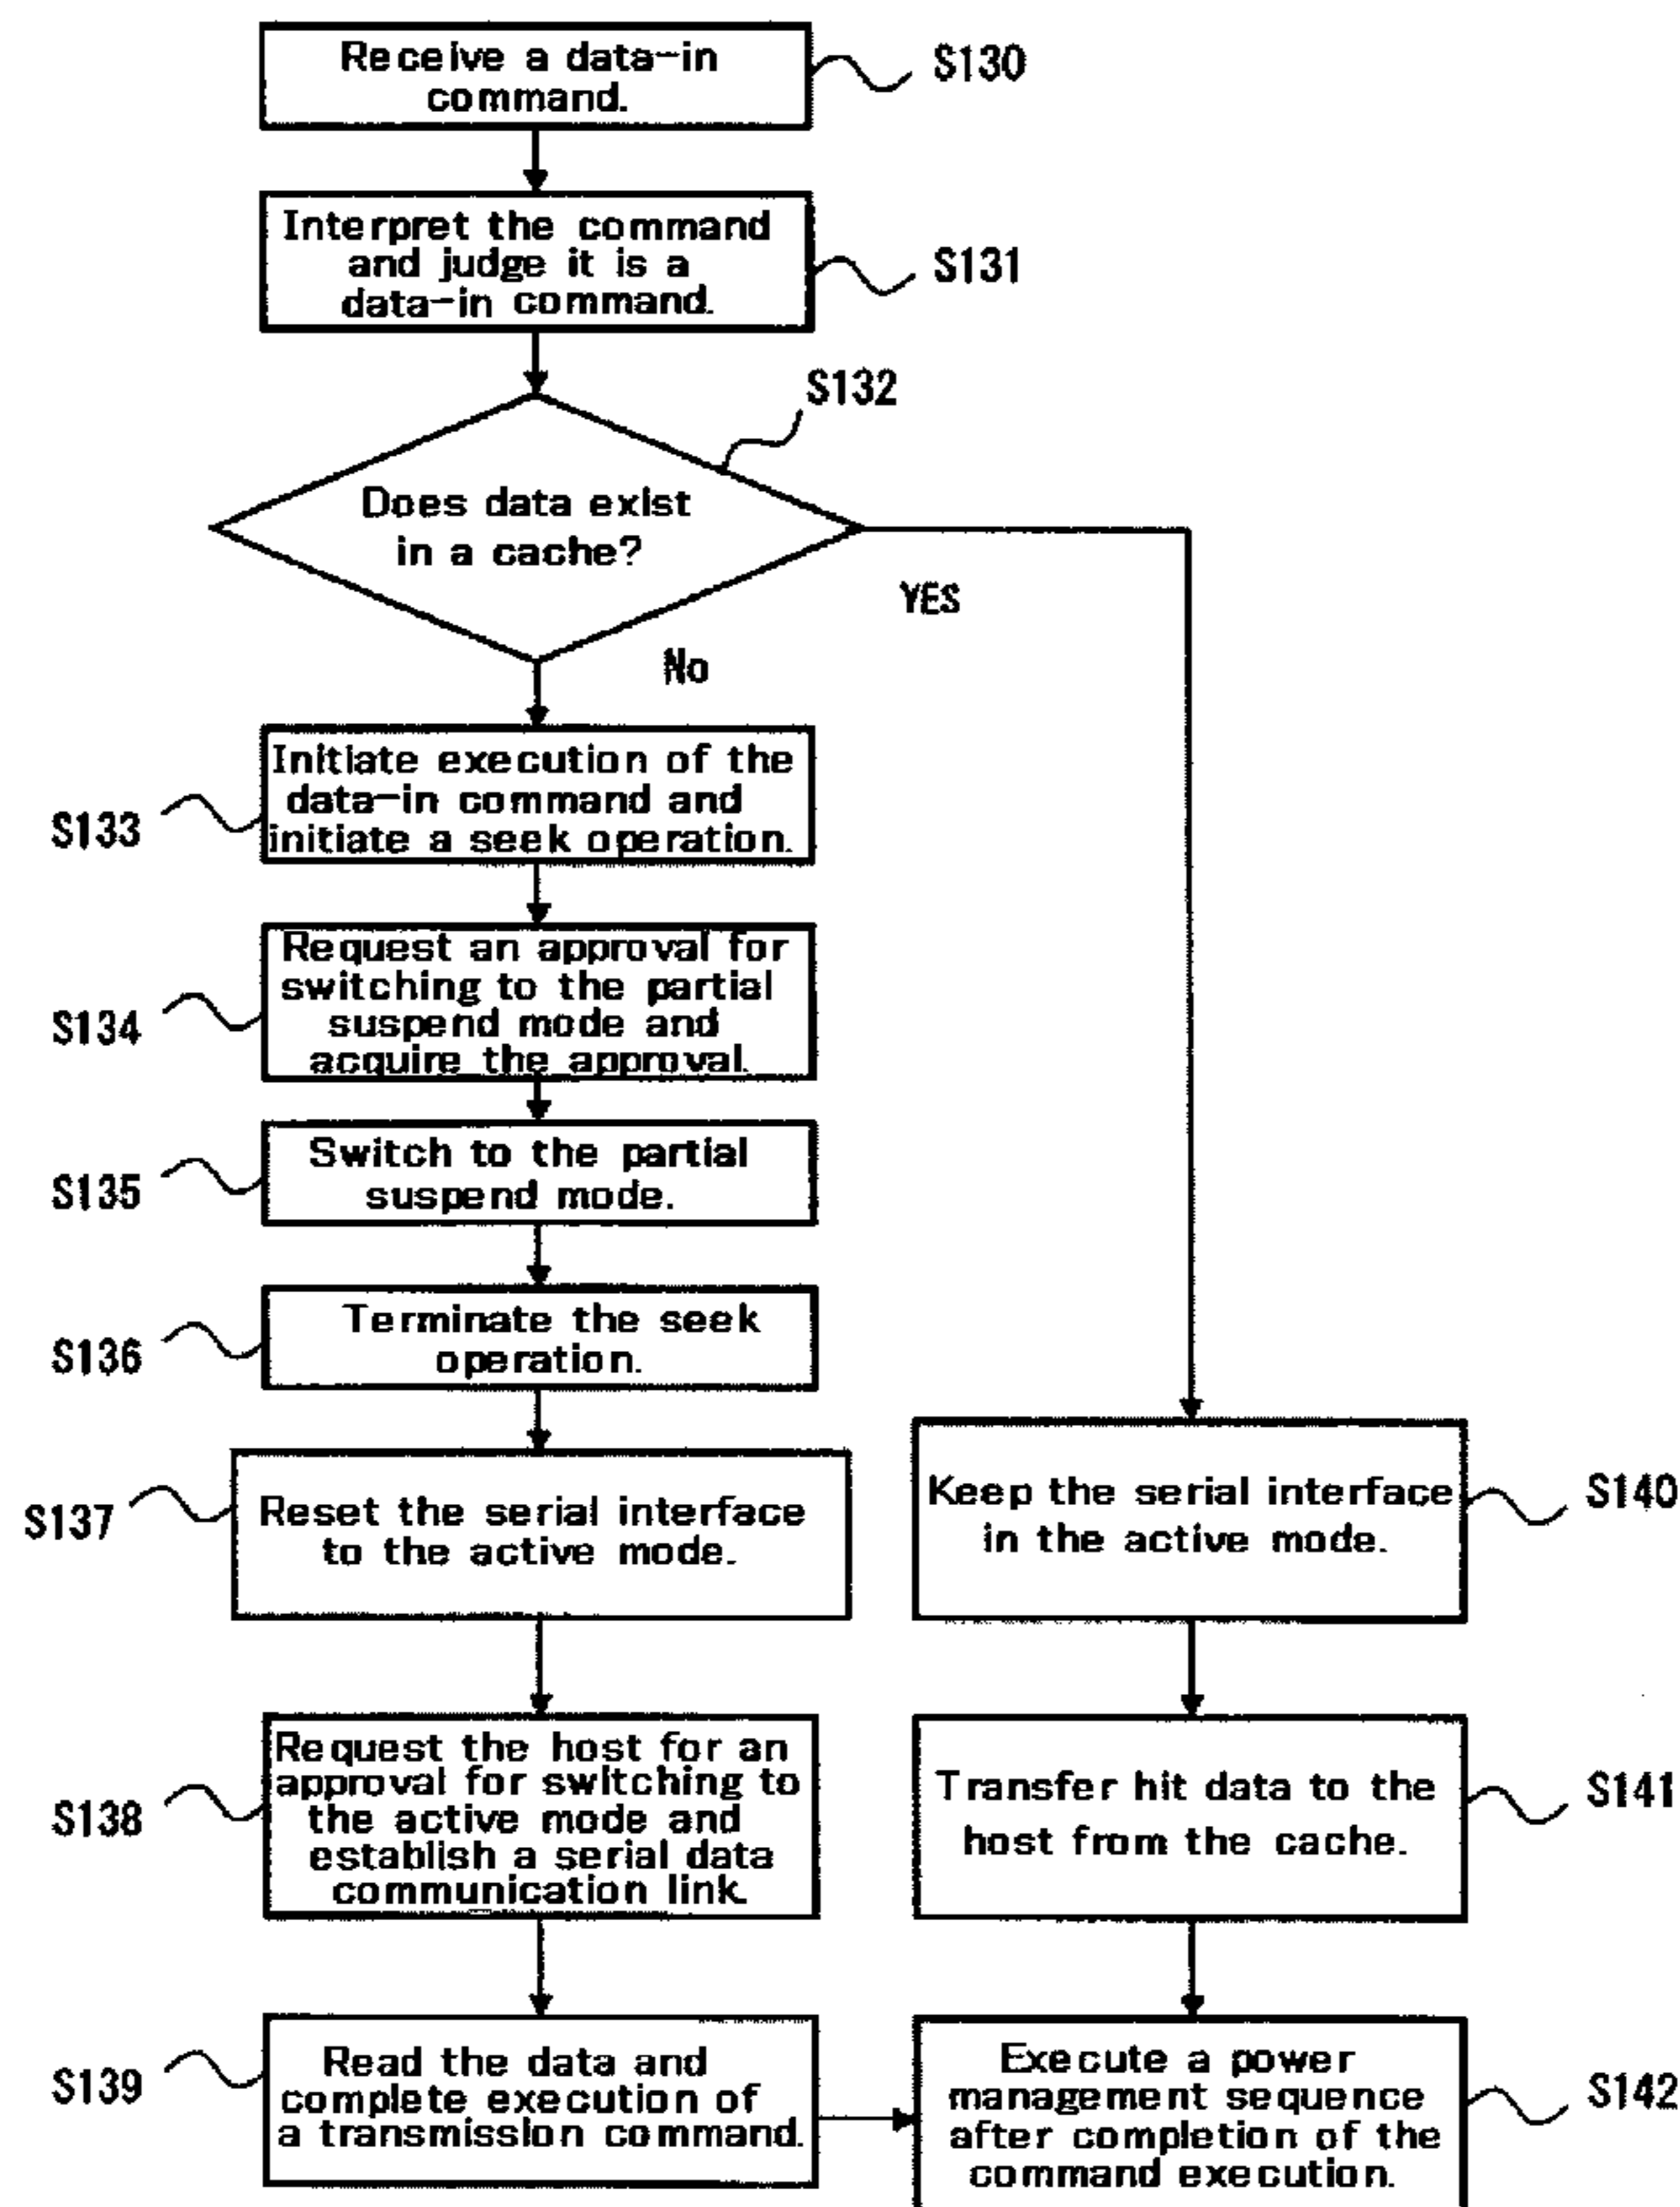 Receive a data-in
command.
S130
Interpret the command
and judge it is a
data-in command.
S131
S132
Does data exist
in a cache?
YES
No
Initiate execution of the
data-in command and
initiate a seek operation.
S133
Request an approval for
switching to the partial
suspend mode and
acquire the approval.
S134
Switch to the partial
suspend mode.
S135
Terminate the seek
operation.
S136
Reset the serial interface
to the active mode.
S137
Keep the serial interface
in the active mode.
S140
Request the host for an
approval for switching to
the active mode and
establish a serial data
communication link.
S138
Transfer hit data to the
host from the cache.
S141
Read the data and
complete execution of
a transmission command.
S139
Execute a power
management sequence
after completion of the
command execution.
S142